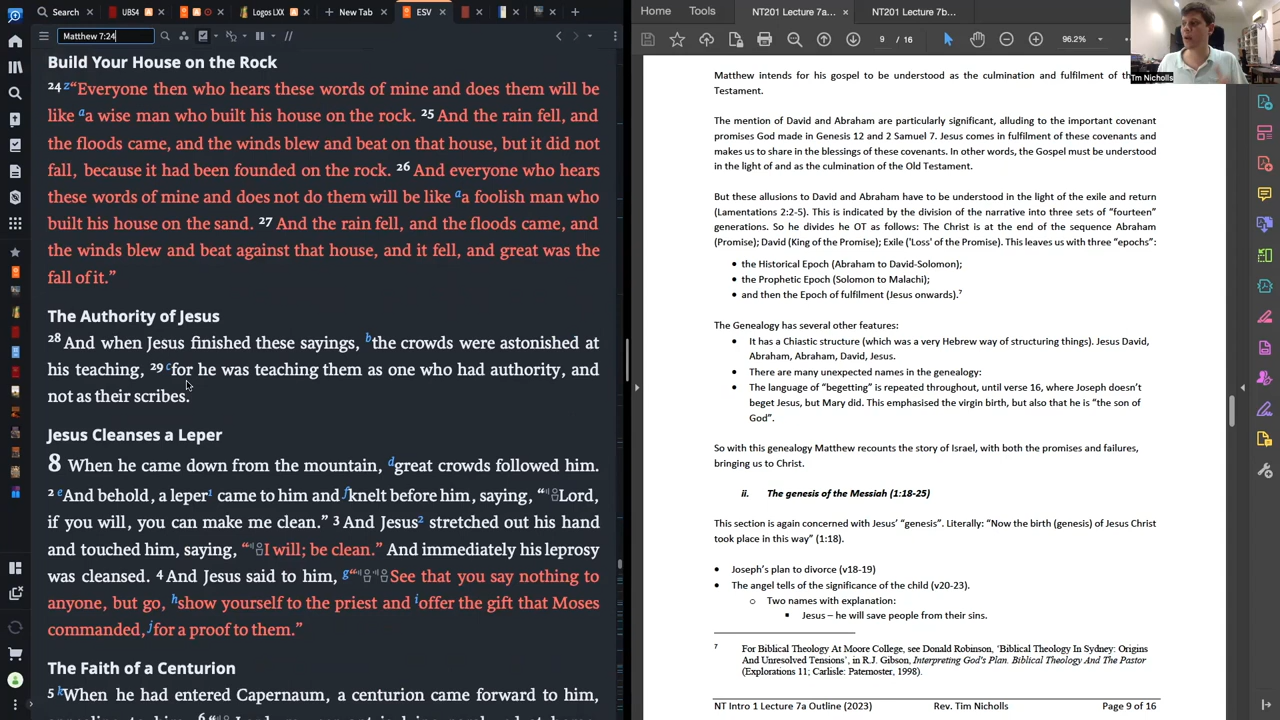 UBS4
A
Logos LXX
New Tab
ESV
Matthew 7:24
Build Your House on the Rock
24 z“Everyone then who hears these words of mine and does them will be
like a a wise man who built his house on the rock. 25 And the rain fell, and
the floods came, and the winds blew and beat on that house, but it did not
fall, because it had been founded on the rock. 26 And everyone who hears
these words of mine and does not do them will be like a a foolish man who
built his house on the sand. 27 And the rain fell, and the floods came, and
the winds blew and beat against that house, and it fell, and great was the
fall of it.”
The Authority of Jesus
28 And when Jesus finished these sayings, b the crowds were astonished at
his teaching, 29 c for he was teaching them as one who had authority, and
not as their scribes.
Jesus Cleanses a Leper
8 When he came down from the mountain, d great crowds followed him.
2 e And behold, a leper1 came to him and f knelt before him, saying, “Lord,
if you will, you can make me clean.” 3 And Jesus2 stretched out his hand
and touched him, saying, “I will; be clean.” And immediately his leprosy
was cleansed. 4 And Jesus said to him, g “See that you say nothing to
anyone, but go, h show yourself to the priest and i offer the gift that Moses
commanded, j for a proof to them.”
The Faith of a Centurion
5 k When he had entered Capernaum, a centurion came forward to him,
Home Tools NT201 Lecture 7a... × NT201 Lecture 7b...
9 / 16 96.2%
Tim Nicholls
Matthew intends for his gospel to be understood as the culmination and fulfilment of
Testament.
The mention of David and Abraham are particularly significant, alluding to the important covenant
promises God made in Genesis 12 and 2 Samuel 7. Jesus comes in fulfilment of these covenants and
makes us to share in the blessings of these covenants. In other words, the Gospel must be understood
in the light of and as the culmination of the Old Testament.
But these allusions to David and Abraham have to be understood in the light of the exile and return
(Lamentations 2:2-5). This is indicated by the division of the narrative into three sets of “fourteen”
generations. So he divides he OT as follows: The Christ is at the end of the sequence Abraham
(Promise); David (King of the Promise); Exile ('Loss' of the Promise). This leaves us with three “epochs”:
• the Historical Epoch (Abraham to David-Solomon);
• the Prophetic Epoch (Solomon to Malachi);
• and then the Epoch of fulfilment (Jesus onwards).7
The Genealogy has several other features:
• It has a Chiastic structure (which was a very Hebrew way of structuring things). Jesus David,
Abraham, Abraham, David, Jesus.
• There are many unexpected names in the genealogy:
• The language of “begetting” is repeated throughout, until verse 16, where Joseph doesn’t
beget Jesus, but Mary did. This emphasised the virgin birth, but also that he is “the son of
God”.
So with this genealogy Matthew recounts the story of Israel, with both the promises and failures,
bringing us to Christ.
ii. The genesis of the Messiah (1:18-25)
This section is again concerned with Jesus’ “genesis”. Literally: “Now the birth (genesis) of Jesus Christ
took place in this way” (1:18).
• Joseph’s plan to divorce (v18-19)
• The angel tells of the significance of the child (v20-23).
o Two names with explanation:
▪ Jesus – he will save people from their sins.
7 For Biblical Theology At Moore College, see Donald Robinson, ‘Biblical Theology In Sydney: Origins
And Unresolved Tensions’, in R.J. Gibson, Interpreting God’s Plan. Biblical Theology And The Pastor
(Explorations 11; Carlisle: Paternoster, 1998).
NT Intro 1 Lecture 7a Outline (2023) Rev. Tim Nicholls Page 9 of 16